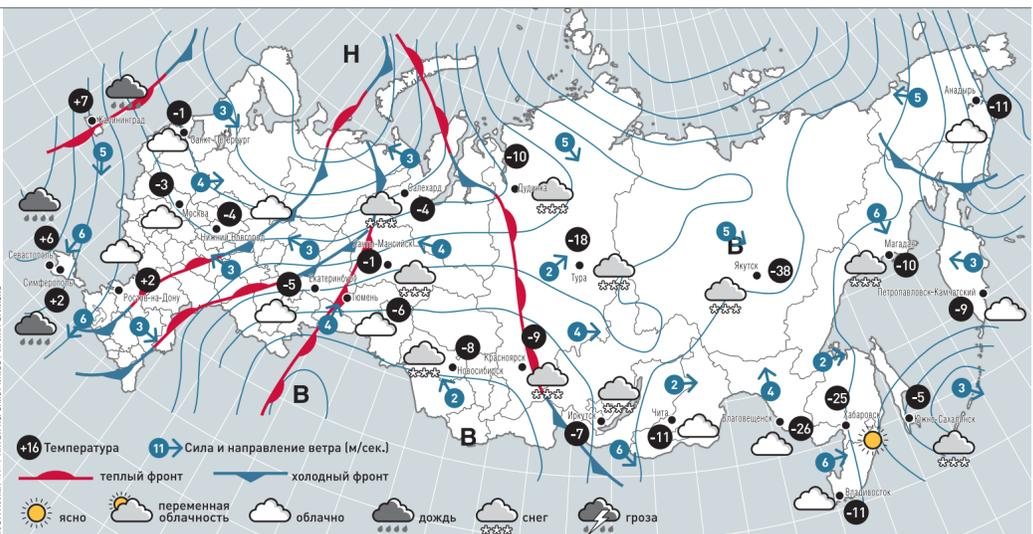 Н
+7
Калининград
-1
Санкт-Петербург
3
5
Анадырь
-11
5
-3
4
3
5
-10
Дудинка
Салехард
-4
Москва
-4
Нижний Новгород
+6
6
Севастополь
Симферополь
+2
3
Ханты-Мансийск
4
-1
3
-18
2
Тура
5
В
Якутск
-38
6
Магадан
-10
3
Петропавловск-Камчатский
-9
+2
Ростов-на-Дону
-5
Екатеринбург
Тюмень
-6
6
3
4
4
-9
Красноярск
-8
Новосибирск
2
В
В
Иркутск
-7
6
Чита
-11
2
4
Благовещенск
-26
2
-25
Хабаровск
-5
Южно-Сахалинск
3
6
Владивосток
-11
+16 Температура
11 Сила и направление ветра (м/сек.)
теплый фронт
холодный фронт
ясно
переменная
облачность
облачно
дождь
снег
гроза